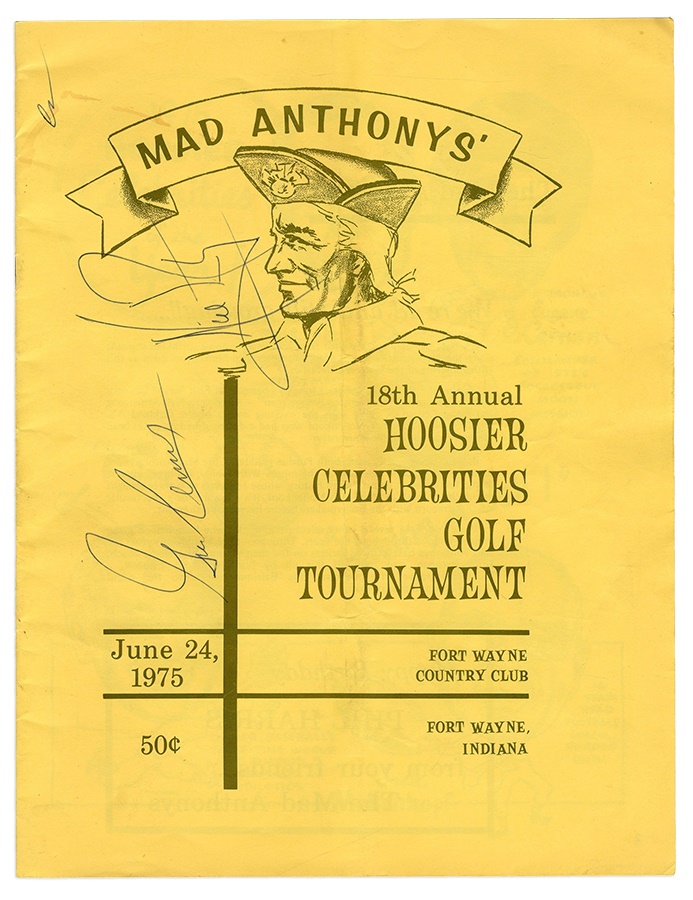 MAD ANTHONYS'
18th Annual
HOOSIER
CELEBRITIES
GOLF
TOURNAMENT
June 24,
1975
FORT WAYNE
COUNTRY CLUB
50¢
FORT WAYNE,
INDIANA